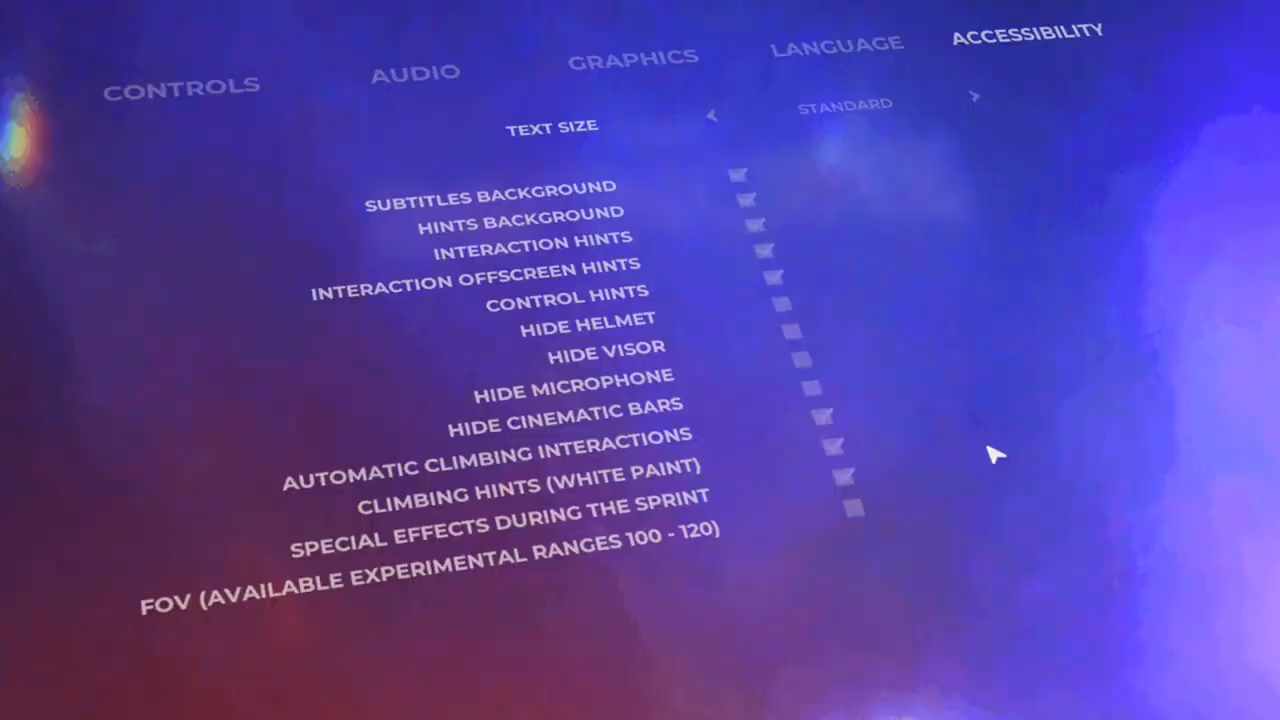 CONTROLS AUDIO GRAPHICS LANGUAGE ACCESSIBILITY
TEXT SIZE STANDARD
SUBTITLES BACKGROUND
HINTS BACKGROUND
INTERACTION HINTS
INTERACTION OFFSCREEN HINTS
CONTROL HINTS
HIDE HELMET
HIDE VISOR
HIDE MICROPHONE
HIDE CINEMATIC BARS
AUTOMATIC CLIMBING INTERACTIONS
CLIMBING HINTS (WHITE PAINT)
SPECIAL EFFECTS DURING THE SPRINT
FOV (AVAILABLE EXPERIMENTAL RANGES 100 - 120)